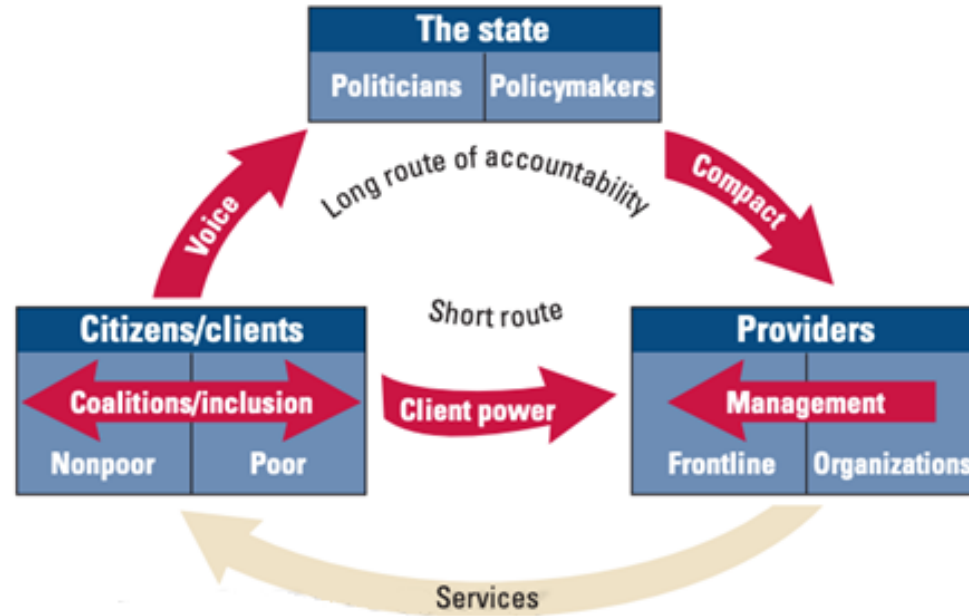 The state
Politicians Policymakers
Long route of accountability
Voice
Compact
Short route
Citizens/clients
Coalitions/inclusion
Nonpoor Poor
Client power
Providers
Management
Frontline Organizations
Services